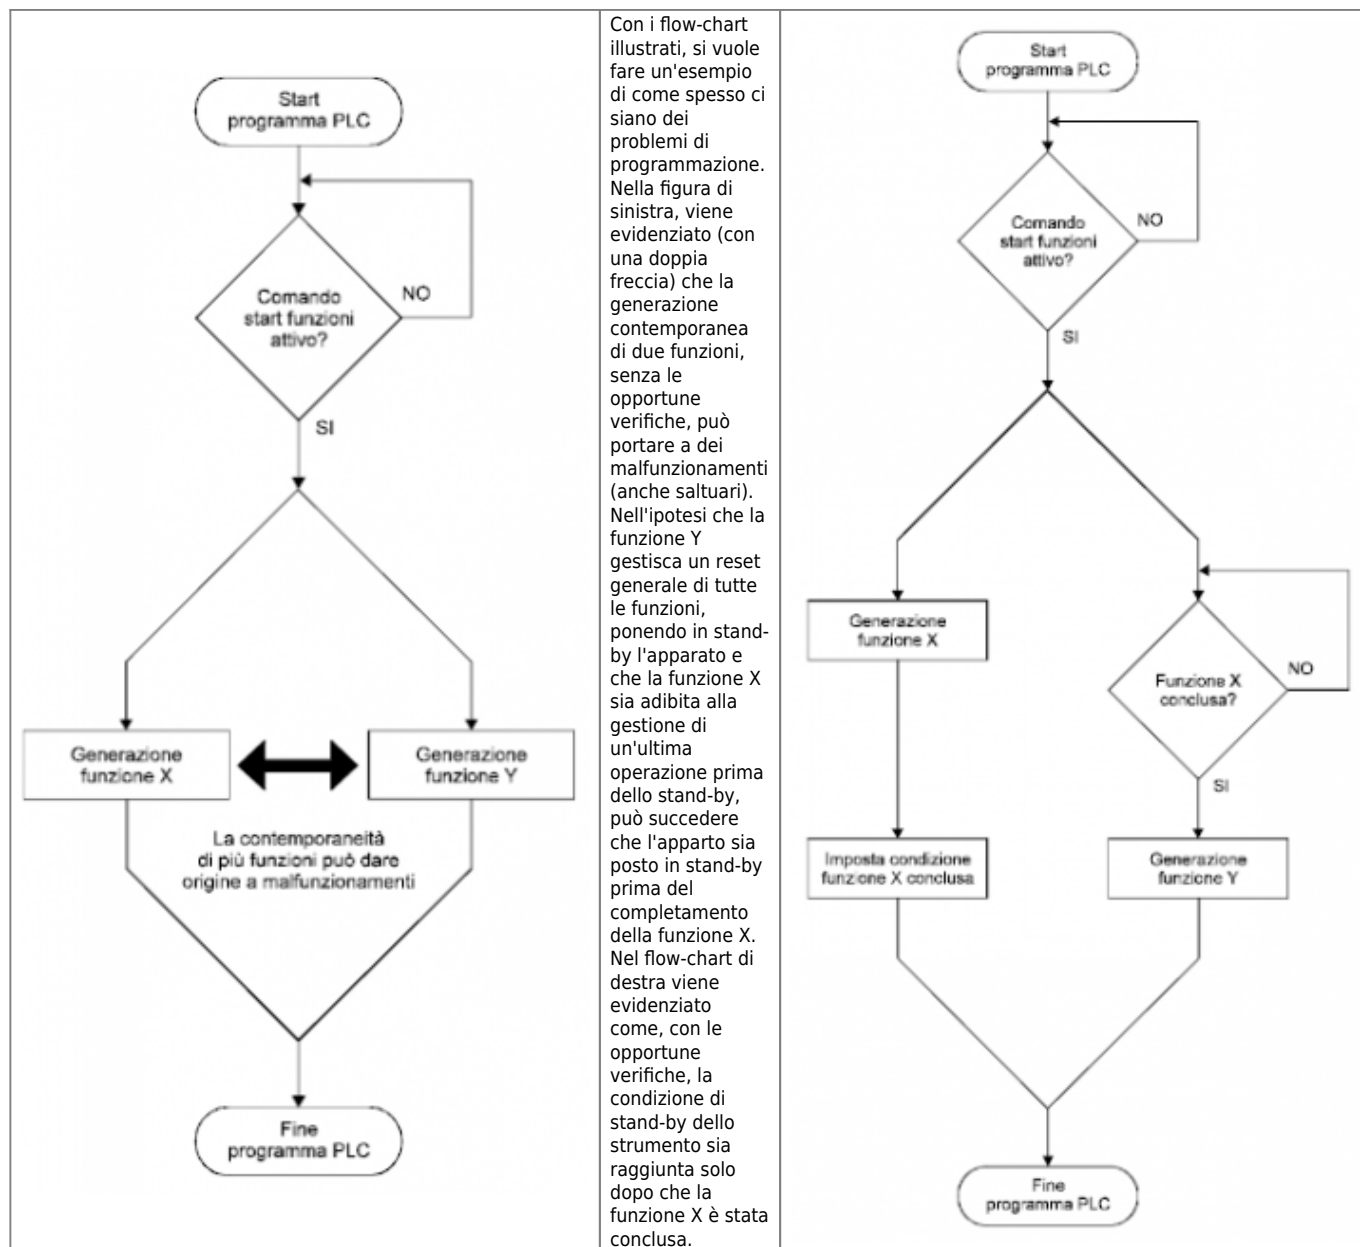 Start
programma PLC
Comando
start funzioni
attivo?
NO
SI
Generazione
funzione X
Generazione
funzione Y
La contemporaneità
di più funzioni può dare
origine a malfunzionamenti
Fine
programma PLC
Con i flow-chart
illustrati, si vuole
fare un'esempio
di come spesso ci
siano dei
problemi di
programmazione.
Nella figura di
sinistra, viene
evidenziato (con
una doppia
freccia) che la
generazione
contemporanea
di due funzioni,
senza le
opportune
verifiche, può
portare a dei
malfunzionamenti
(anche saltuari).
Nell'ipotesi che la
funzione Y
gestisca un reset
generale di tutte
le funzioni,
ponendo in stand-
by l'apparato e
che la funzione X
sia adibita alla
gestione di
un'ultima
operazione prima
dello stand-by,
può succedere
che l'apparto sia
posto in stand-by
prima del
completamento
della funzione X.
Nel flow-chart di
destra viene
evidenziato
come, con le
opportune
verifiche, la
condizione di
stand-by dello
strumento sia
raggiunta solo
dopo che la
funzione X è stata
conclusa.
Start
programma PLC
Comando
start funzioni
attivo?
NO
SI
Generazione
funzione X
Funzione X
conclusa?
NO
SI
Imposta condizione
funzione X conclusa
Generazione
funzione Y
Fine
programma PLC